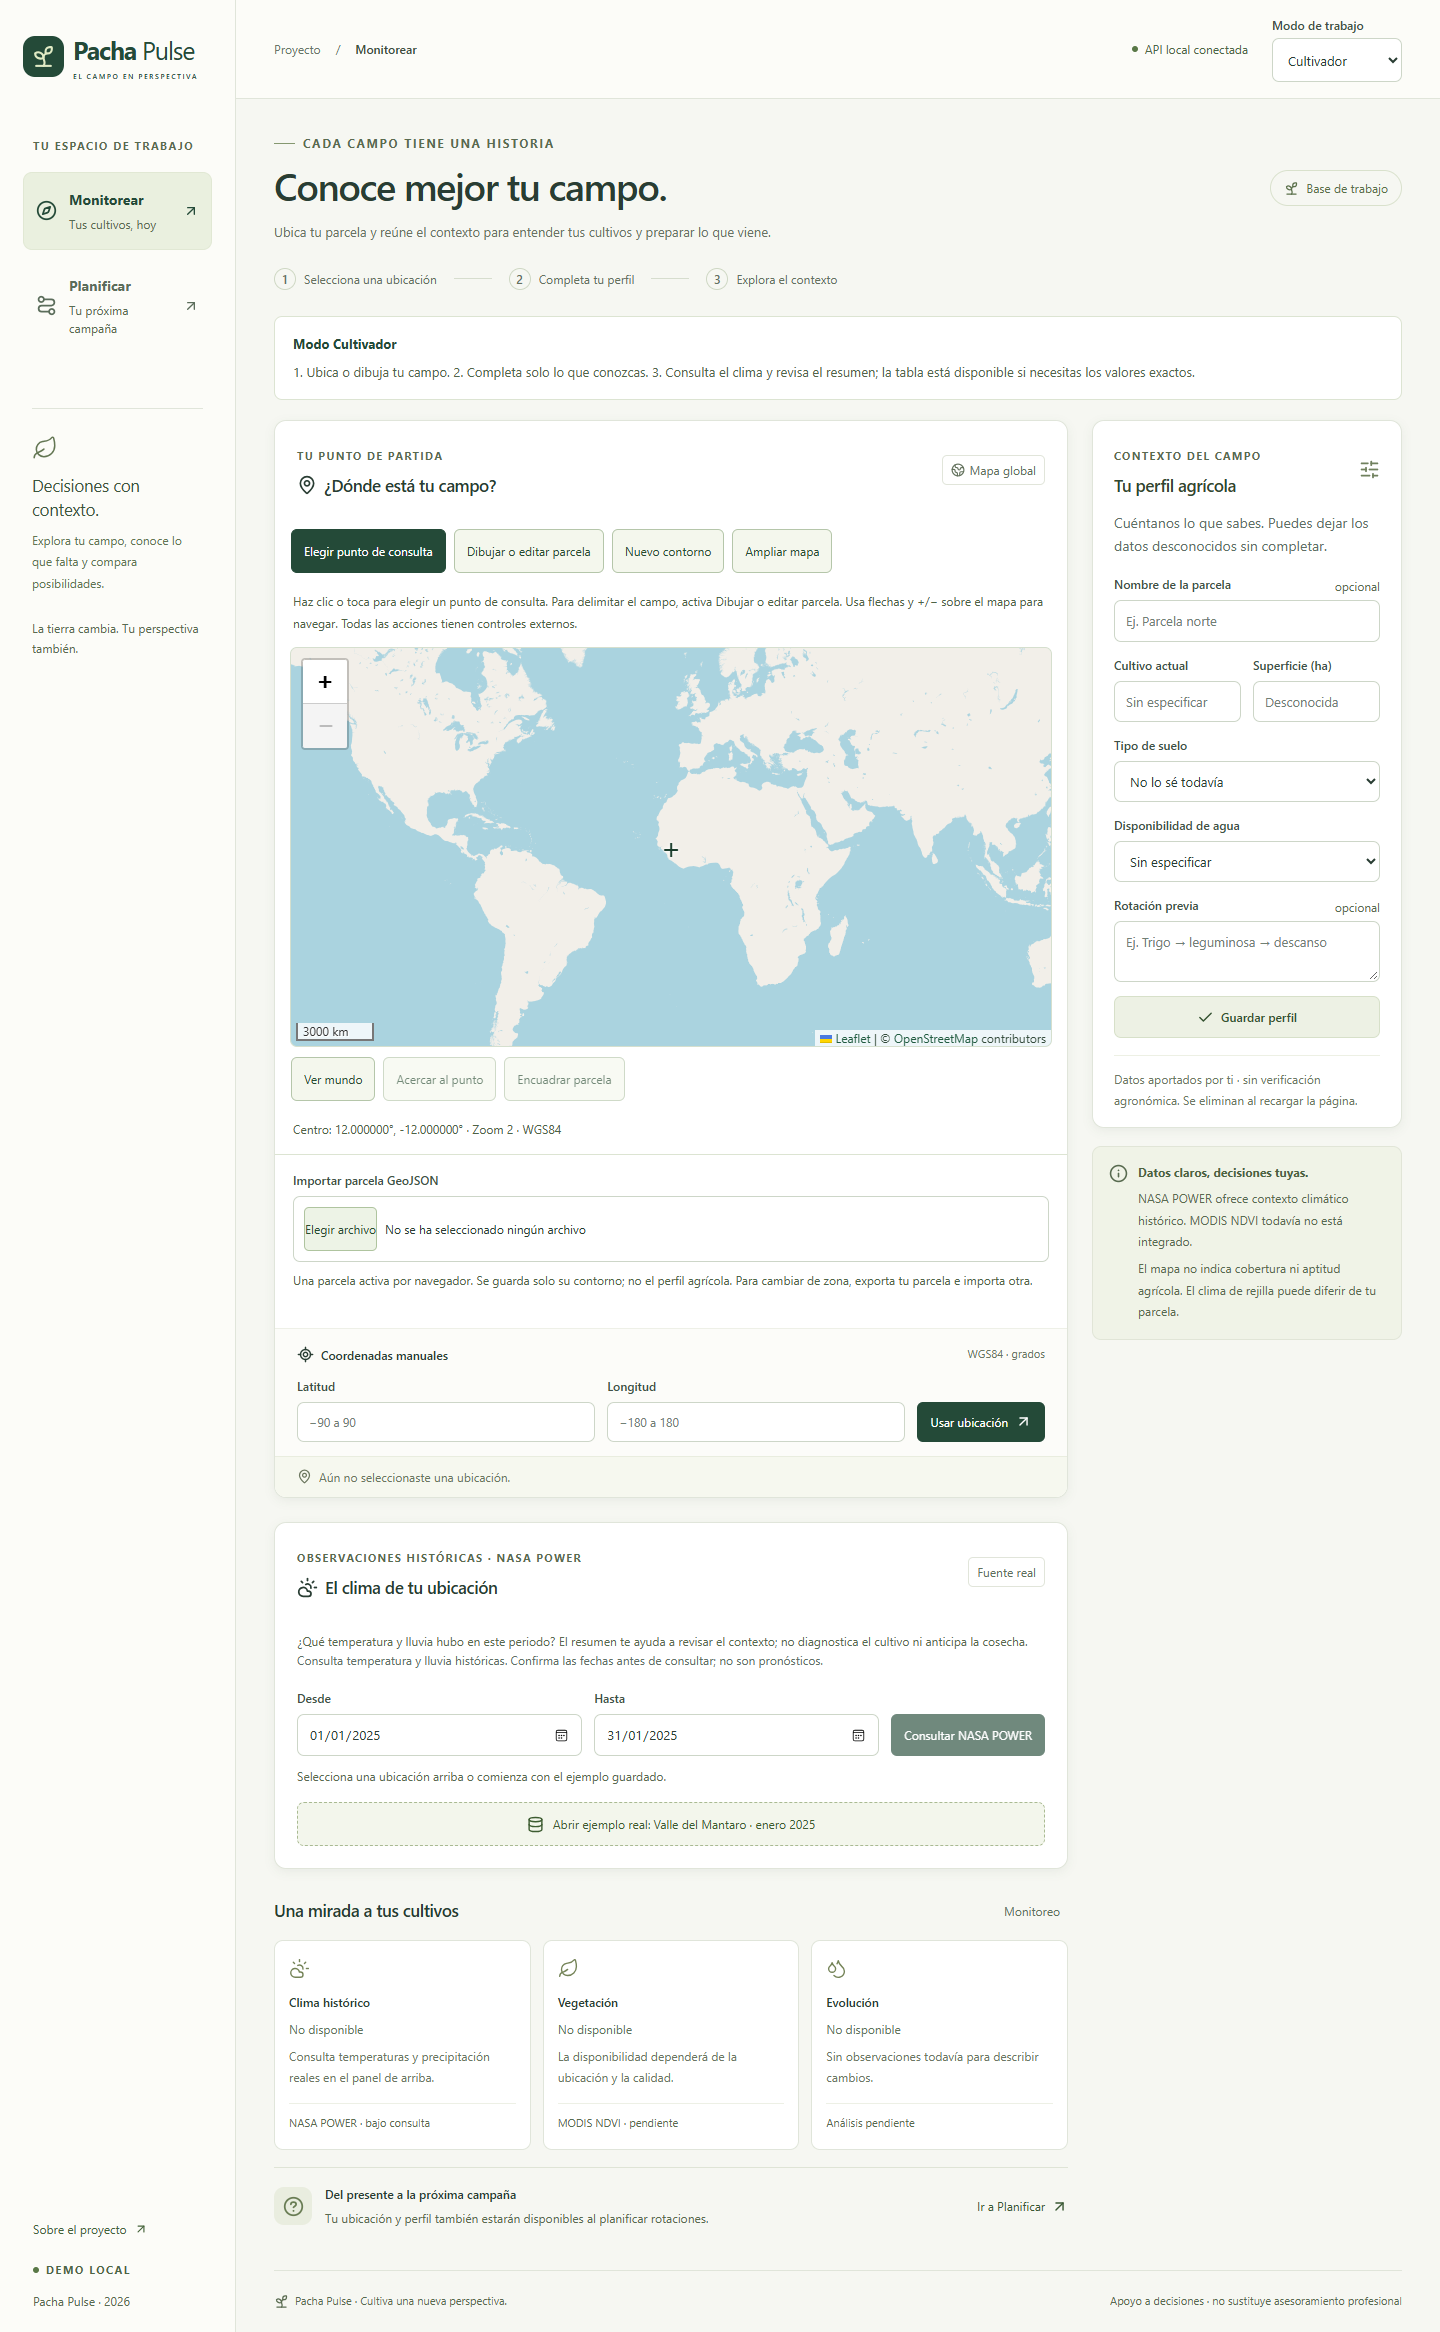 Pacha Pulse
EL CAMPO EN PERSPECTIVA
TU ESPACIO DE TRABAJO
Monitorear
Tus cultivos, hoy
Planificar
Tu próxima
campaña
Decisiones con
contexto.
Explora tu campo, conoce lo
que falta y compara
posibilidades.
La tierra cambia. Tu perspectiva
también.
Sobre el proyecto
DEMO LOCAL
Pacha Pulse · 2026
Proyecto / Monitorear
API local conectada
Modo de trabajo
Cultivador
CADA CAMPO TIENE UNA HISTORIA
Conoce mejor tu campo.
Base de trabajo
Ubica tu parcela y reúne el contexto para entender tus cultivos y preparar lo que viene.
1 Selecciona una ubicación
2 Completa tu perfil
3 Explora el contexto
Modo Cultivador
1. Ubica o dibuja tu campo. 2. Completa solo lo que conozcas. 3. Consulta el clima y revisa el resumen; la tabla está disponible si necesitas los valores exactos.
TU PUNTO DE PARTIDA
¿Dónde está tu campo?
Mapa global
Elegir punto de consulta
Dibujar o editar parcela
Nuevo contorno
Ampliar mapa
Haz clic o toca para elegir un punto de consulta. Para delimitar el campo, activa Dibujar o editar parcela. Usa flechas y +/− sobre el mapa para
navegar. Todas las acciones tienen controles externos.
+
−
3000 km
Leaflet | © OpenStreetMap contributors
Ver mundo
Acercar al punto
Encuadrar parcela
Centro: 12.000000°, -12.000000° · Zoom 2 · WGS84
Importar parcela GeoJSON
Elegir archivo No se ha seleccionado ningún archivo
Una parcela activa por navegador. Se guarda solo su contorno; no el perfil agrícola. Para cambiar de zona, exporta tu parcela e importa otra.
Coordenadas manuales
WGS84 · grados
Latitud
−90 a 90
Longitud
−180 a 180
Usar ubicación
Aún no seleccionaste una ubicación.
CONTEXTO DEL CAMPO
Tu perfil agrícola
Cuéntanos lo que sabes. Puedes dejar los
datos desconocidos sin completar.
Nombre de la parcela opcional
Ej. Parcela norte
Cultivo actual
Sin especificar
Superficie (ha)
Desconocida
Tipo de suelo
No lo sé todavía
Disponibilidad de agua
Sin especificar
Rotación previa opcional
Ej. Trigo → leguminosa → descanso
Guardar perfil
Datos aportados por ti · sin verificación
agronómica. Se eliminan al recargar la página.
Datos claros, decisiones tuyas.
NASA POWER ofrece contexto climático
histórico. MODIS NDVI todavía no está
integrado.
El mapa no indica cobertura ni aptitud
agrícola. El clima de rejilla puede diferir de tu
parcela.
OBSERVACIONES HISTÓRICAS · NASA POWER
El clima de tu ubicación
Fuente real
¿Qué temperatura y lluvia hubo en este periodo? El resumen te ayuda a revisar el contexto; no diagnostica el cultivo ni anticipa la cosecha.
Consulta temperatura y lluvia históricas. Confirma las fechas antes de consultar; no son pronósticos.
Desde
01/01/2025
Hasta
31/01/2025
Consultar NASA POWER
Selecciona una ubicación arriba o comienza con el ejemplo guardado.
Abrir ejemplo real: Valle del Mantaro · enero 2025
Una mirada a tus cultivos
Monitoreo
Clima histórico
No disponible
Consulta temperaturas y precipitación
reales en el panel de arriba.
NASA POWER · bajo consulta
Vegetación
No disponible
La disponibilidad dependerá de la
ubicación y la calidad.
MODIS NDVI · pendiente
Evolución
No disponible
Sin observaciones todavía para describir
cambios.
Análisis pendiente
Del presente a la próxima campaña
Tu ubicación y perfil también estarán disponibles al planificar rotaciones.
Ir a Planificar
Pacha Pulse · Cultiva una nueva perspectiva.
Apoyo a decisiones · no sustituye asesoramiento profesional